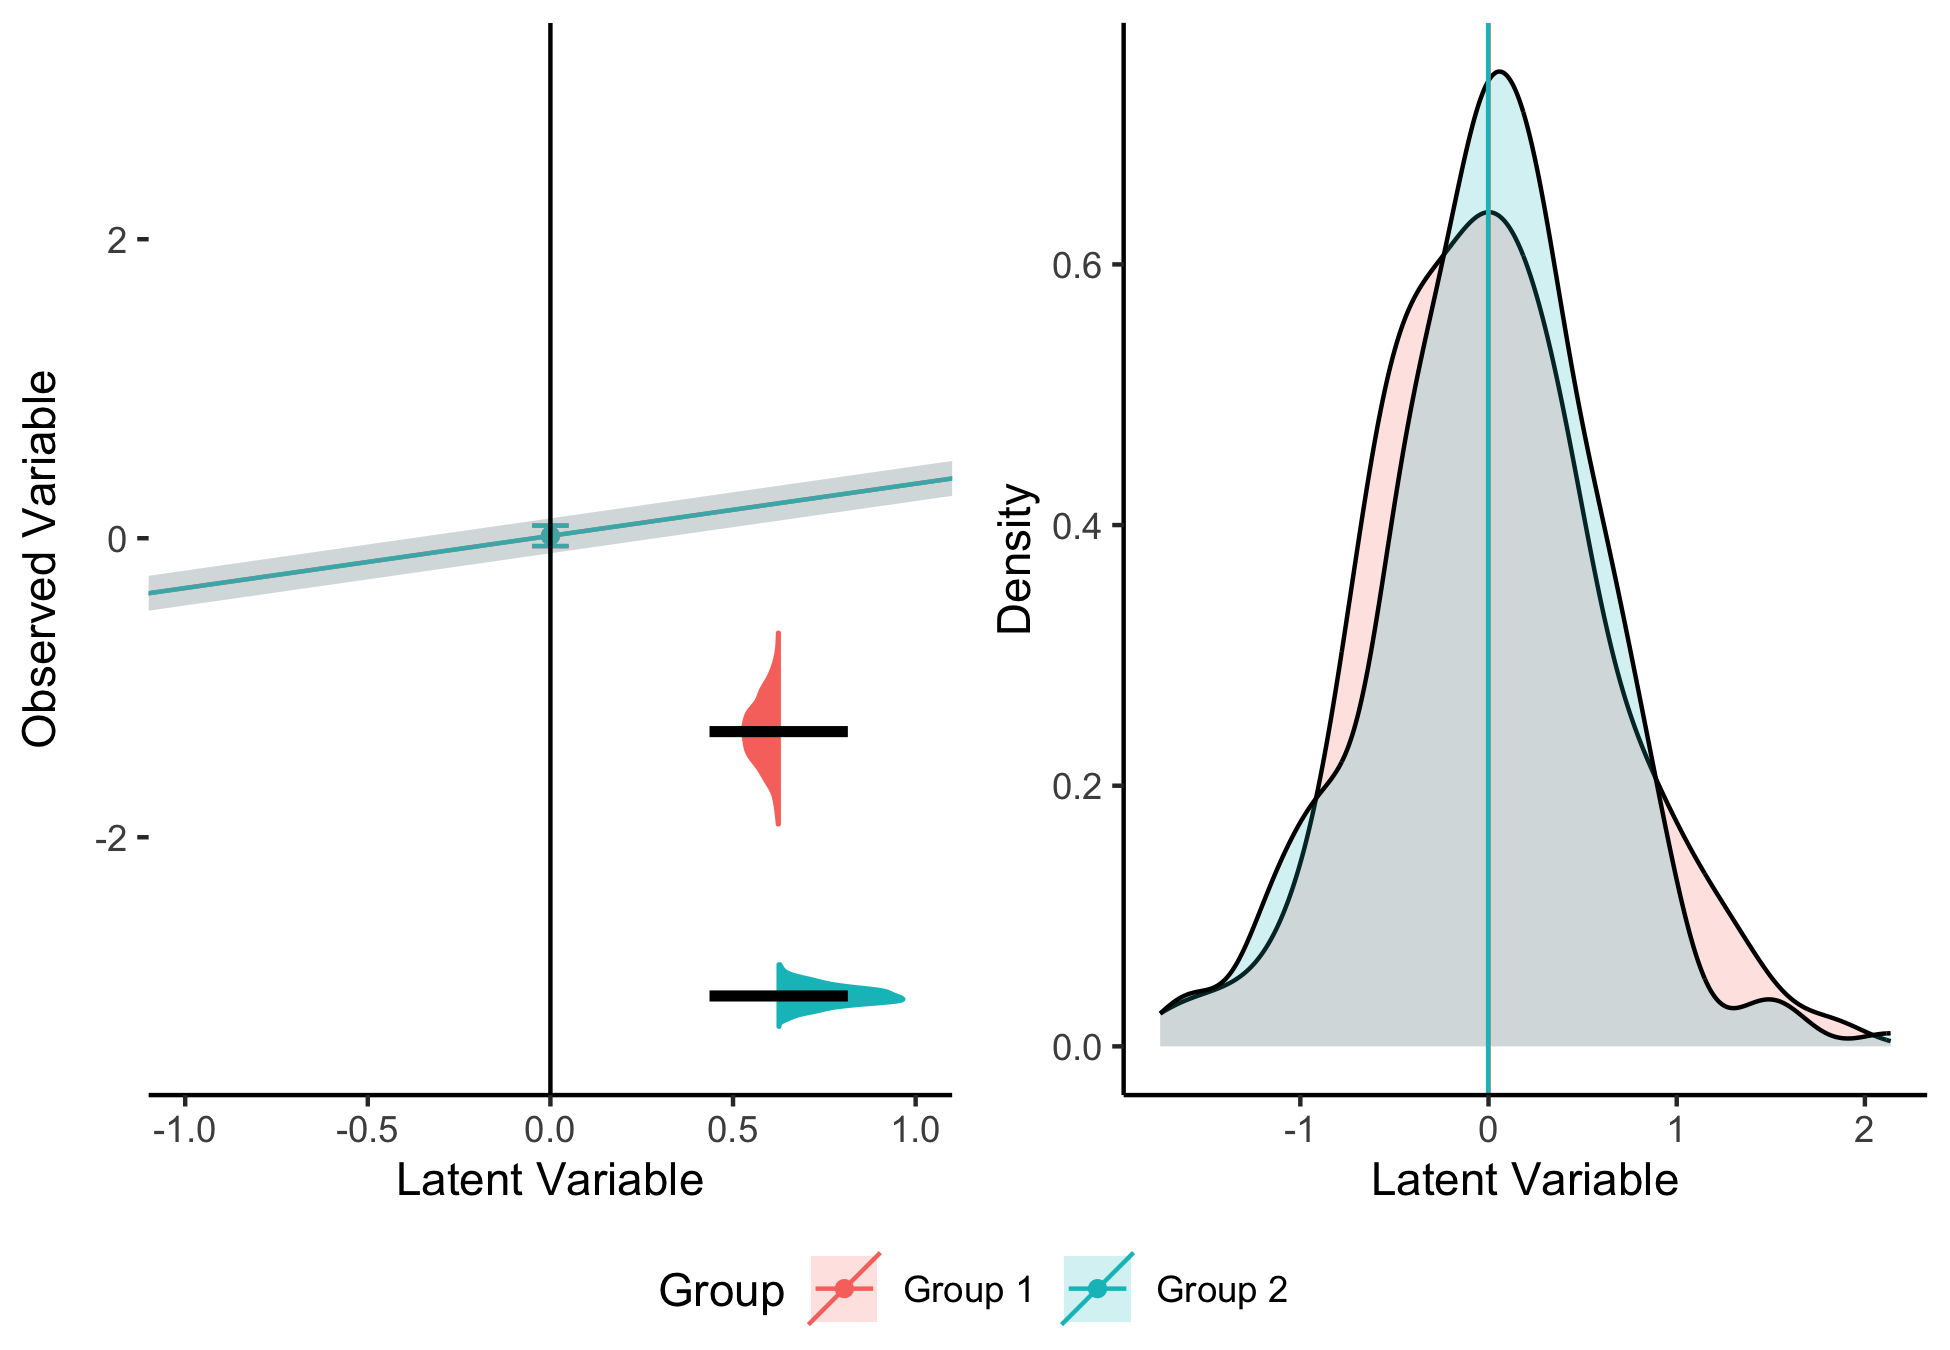 Observed Variable
2
0
-2
-1.0 -0.5 0.0 0.5 1.0
Latent Variable
Density
0.6
0.4
0.2
0.0
-1 0 1 2
Latent Variable
Group Group 1 Group 2